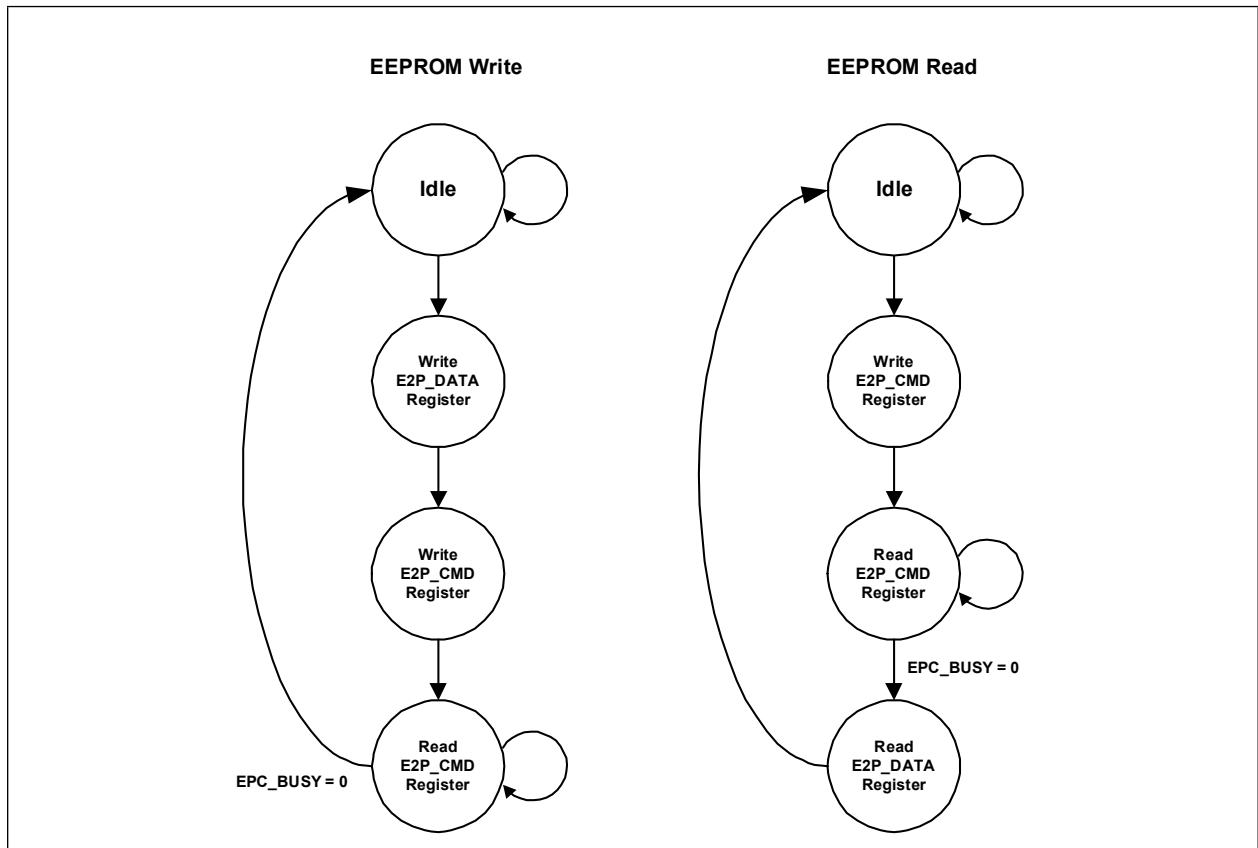 EEPROM Write
Idle
Write
E2P_DATA
Register
Write
E2P_CMD
Register
Read
E2P_CMD
Register
EPC_BUSY = 0
EEPROM Read
Idle
Write
E2P_CMD
Register
Read
E2P_CMD
Register
EPC_BUSY = 0
Read
E2P_DATA
Register